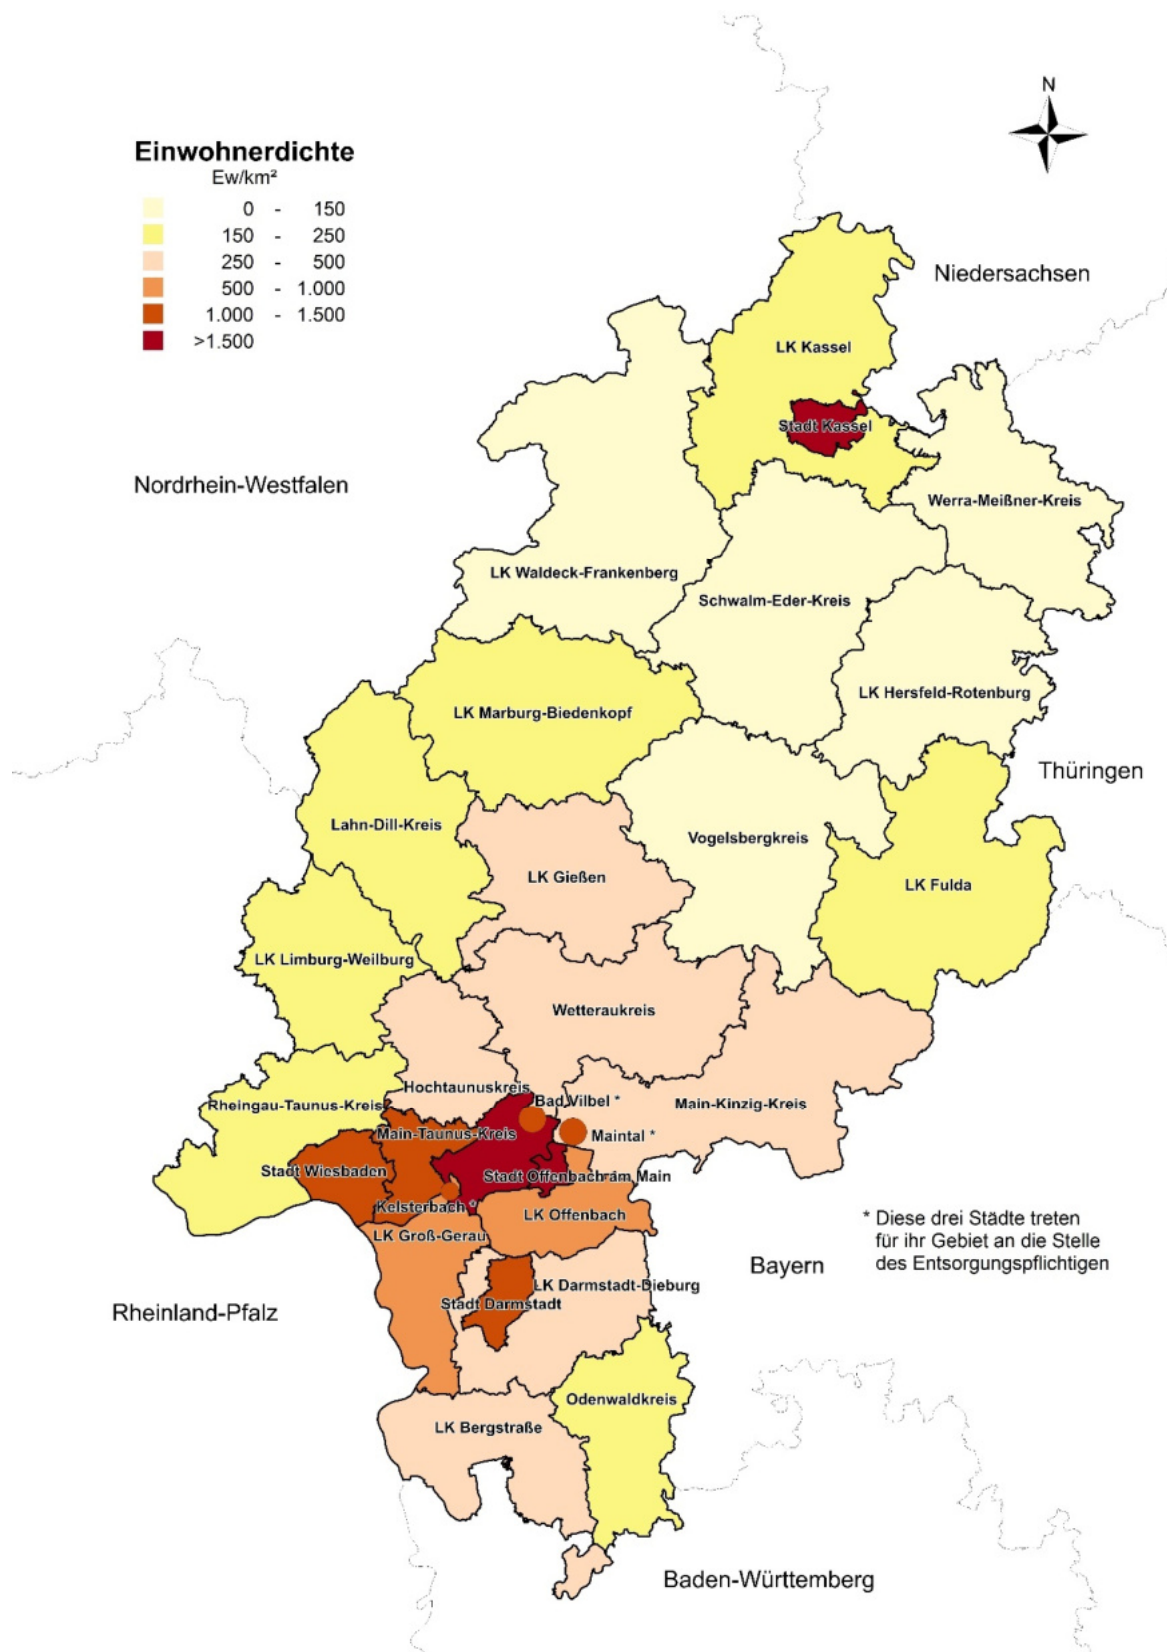 N
Einwohnerdichte
Ew/km²
0 - 150
150 - 250
250 - 500
500 - 1.000
1.000 - 1.500
>1.500
Niedersachsen
LK Kassel
Stadt Kassel
Nordrhein-Westfalen
Werra-Meißner-Kreis
LK Waldeck-Frankenberg
Schwalm-Eder-Kreis
LK Hersfeld-Rotenburg
LK Marburg-Biedenkopf
Thüringen
Lahn-Dill-Kreis
Vogelsbergkreis
LK Gießen
LK Fulda
LK Limburg-Weilburg
Wetteraukreis
Hochtaunuskreis
Bad Vilbel *
Rheingau-Taunus-Kreis
Main-Kinzig-Kreis
Main-Taunus-Kreis
Maintal *
Stadt Wiesbaden
Stadt Offenbach am Main
Kelsterbach *
LK Offenbach
LK Groß-Gerau
* Diese drei Städte treten
für ihr Gebiet an die Stelle
des Entsorgungspflichtigen
Bayern
LK Darmstadt-Dieburg
Stadt Darmstadt
Rheinland-Pfalz
Odenwaldkreis
LK Bergstraße
Baden-Württemberg